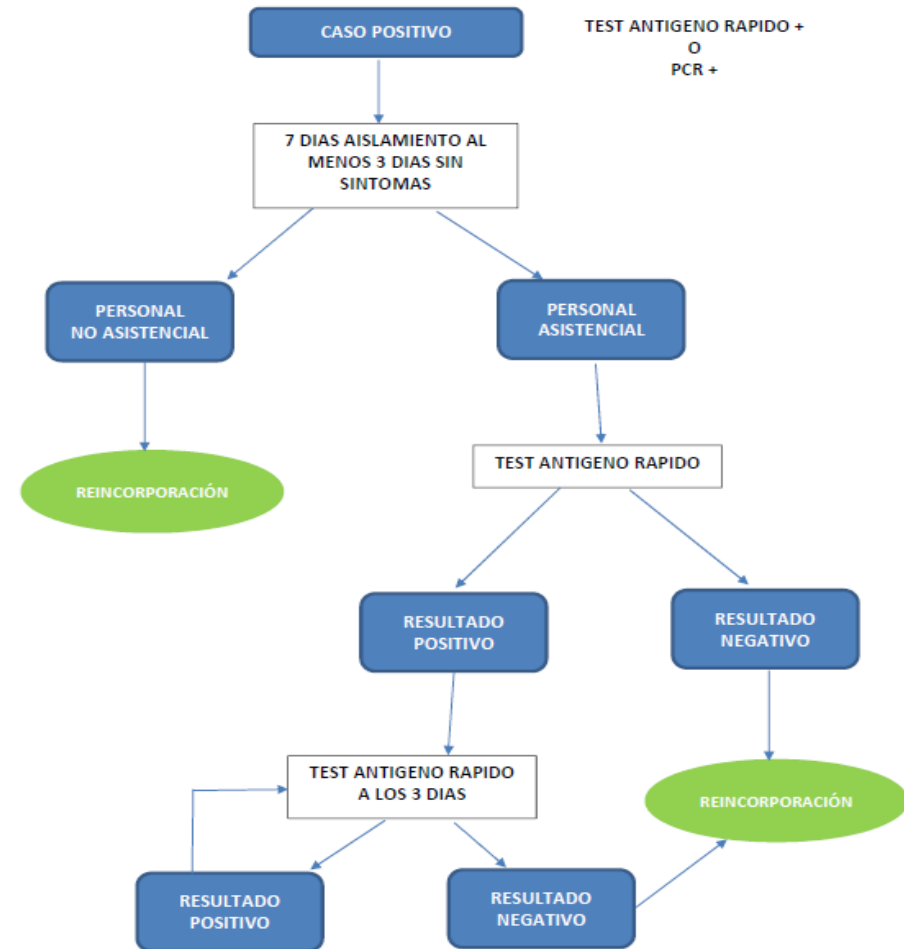 CASO POSITIVO
TEST ANTIGENO RAPIDO +
O
PCR +
7 DIAS AISLAMIENTO AL
MENOS 3 DIAS SIN
SINTOMAS
PERSONAL
NO ASISTENCIAL
PERSONAL
ASISTENCIAL
REINCORPORACIÓN
TEST ANTIGENO RAPIDO
RESULTADO
POSITIVO
RESULTADO
NEGATIVO
TEST ANTIGENO RAPIDO
A LOS 3 DIAS
REINCORPORACIÓN
RESULTADO
POSITIVO
RESULTADO
NEGATIVO